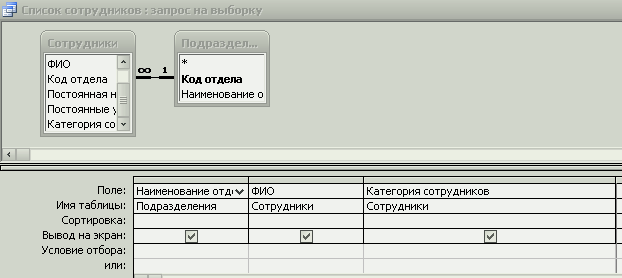 Список сотрудников : запрос на выборку
Сотрудники
ФИО
Код отдела
Постоянная н
Постоянные у
Категория со
∞ 1
Подраздел...
*
Код отдела
Наименование о
Поле: Наименование отде ФИО Категория сотрудников
Имя таблицы: Подразделения Сотрудники Сотрудники
Сортировка:
Вывод на экран:
Условие отбора:
или: